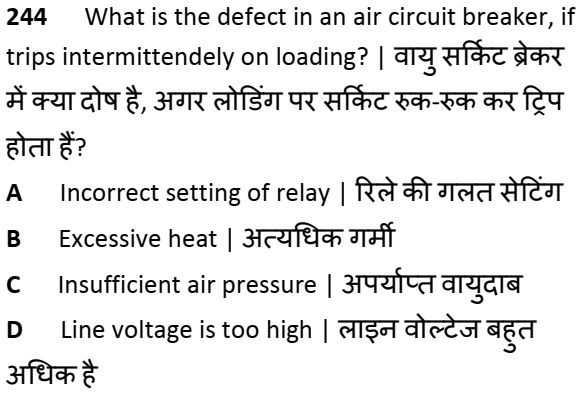 244 What is the defect in an air circuit breaker, if
trips intermittendely on loading? | वायु सर्किट ब्रेकर
में क्या दोष है, अगर लोडिंग पर सर्किट रुक-रुक कर ट्रिप
होता हैं?
A Incorrect setting of relay | रिले की गलत सेटिंग
B Excessive heat | अत्यधिक गर्मी
C Insufficient air pressure | अपर्याप्त वायुदाब
D Line voltage is too high | लाइन वोल्टेज बहुत
अधिक है